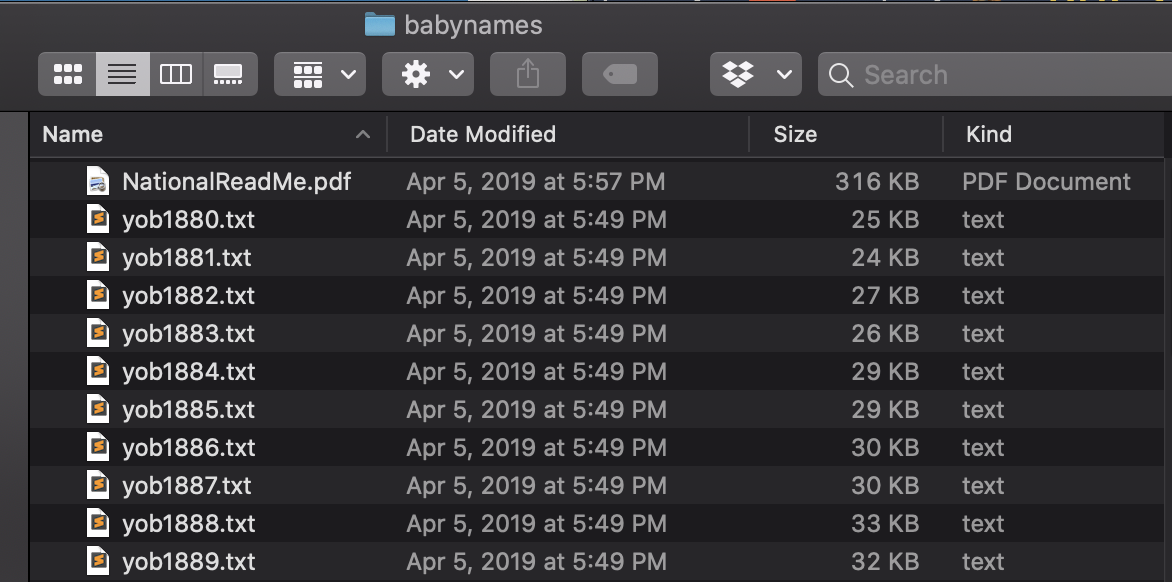 babynames
Search
Name Date Modified Size Kind
NationalReadMe.pdf Apr 5, 2019 at 5:57 PM 316 KB PDF Document
yob1880.txt Apr 5, 2019 at 5:49 PM 25 KB text
yob1881.txt Apr 5, 2019 at 5:49 PM 24 KB text
yob1882.txt Apr 5, 2019 at 5:49 PM 27 KB text
yob1883.txt Apr 5, 2019 at 5:49 PM 26 KB text
yob1884.txt Apr 5, 2019 at 5:49 PM 29 KB text
yob1885.txt Apr 5, 2019 at 5:49 PM 29 KB text
yob1886.txt Apr 5, 2019 at 5:49 PM 30 KB text
yob1887.txt Apr 5, 2019 at 5:49 PM 30 KB text
yob1888.txt Apr 5, 2019 at 5:49 PM 33 KB text
yob1889.txt Apr 5, 2019 at 5:49 PM 32 KB text